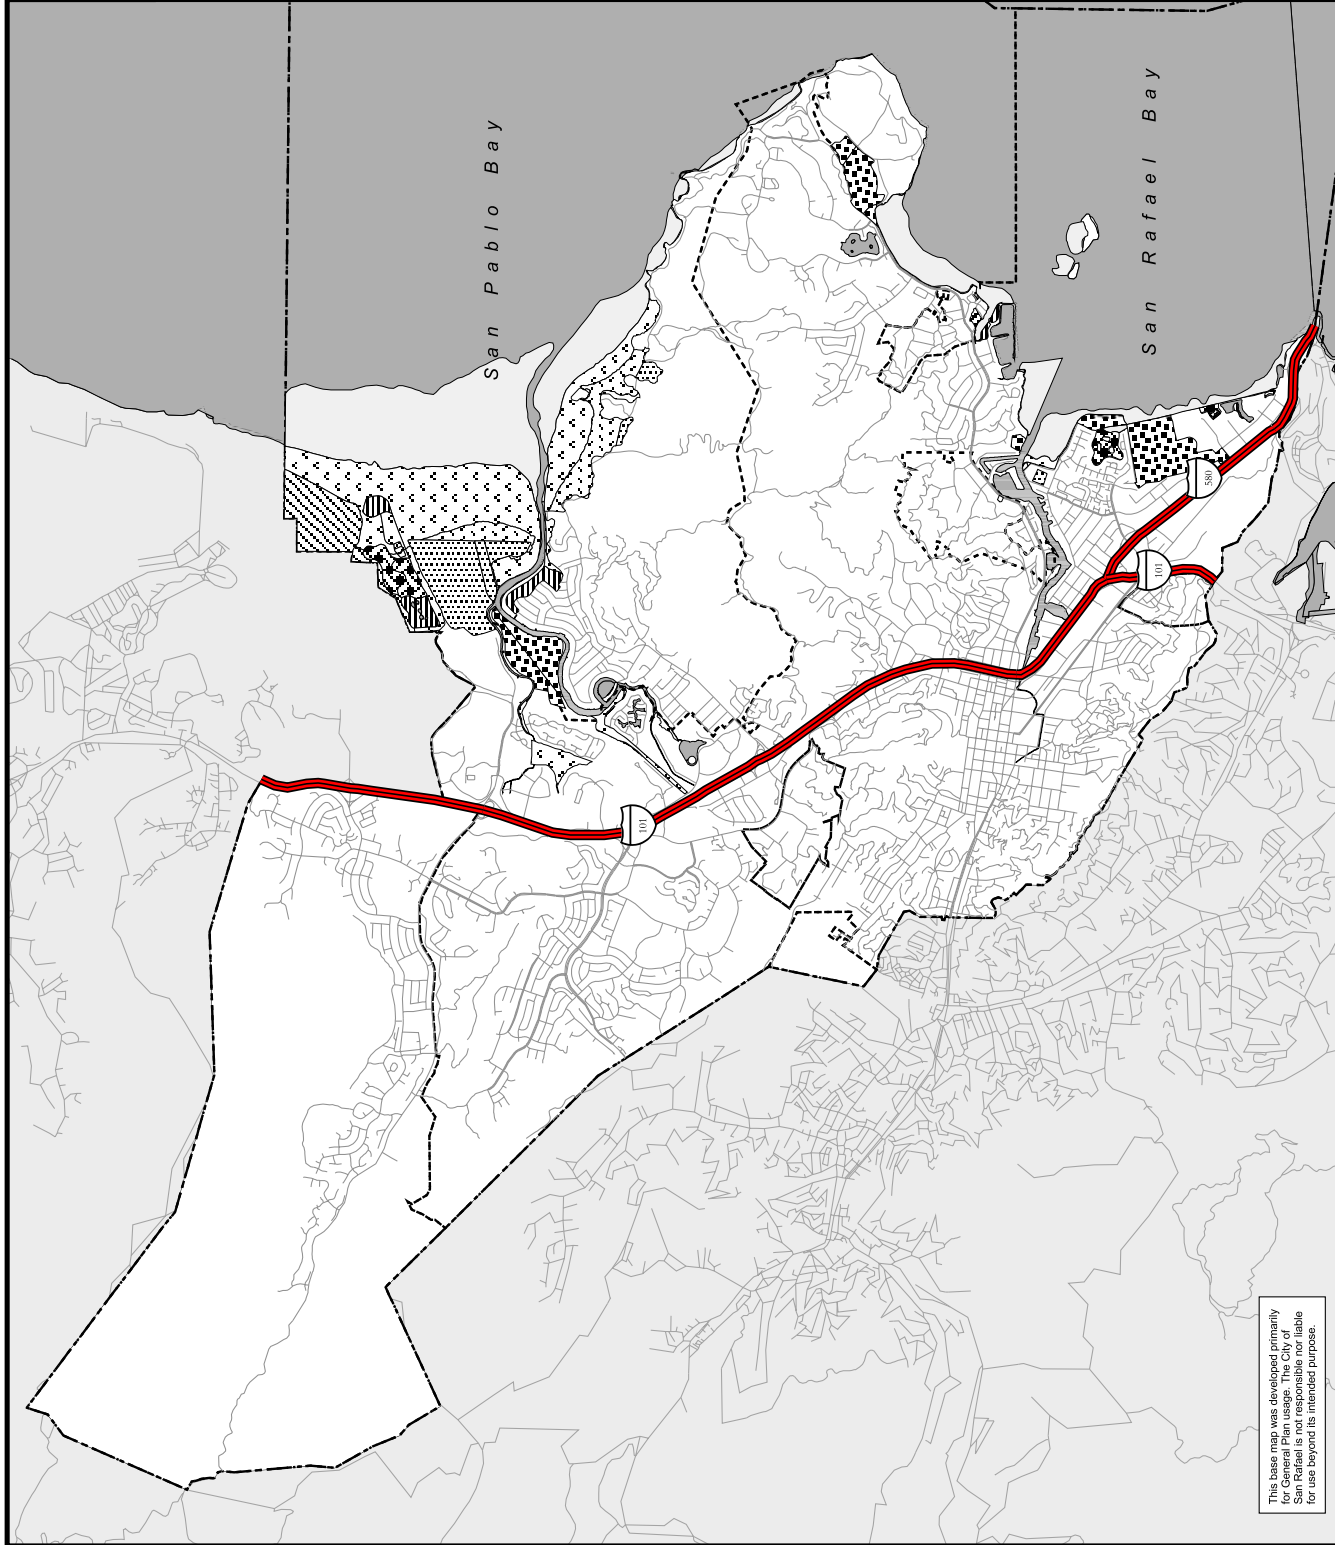 San Pablo Bay
San Rafael Bay
101
101
580
This base map was developed primarily
for General Plan usage. The City of
San Rafael is not responsible nor liable
for use beyond its intended purpose.